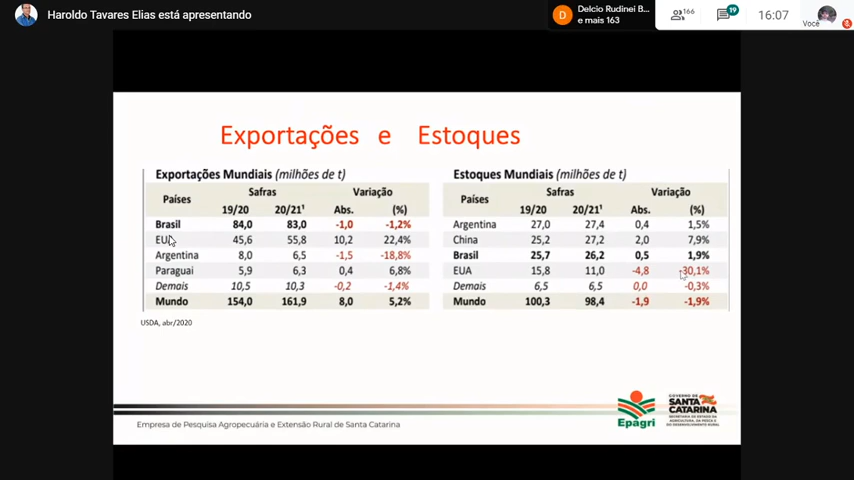 Haroldo Tavares Elias está apresentando
Delcio Rudinei B...
e mais 163
166
19
16:07
Você
Exportações e Estoques
Exportações Mundiais (milhões de t)
Países Safras Variação
19/20 20/21¹ Abs. (%)
Brasil 84,0 83,0 -1,0 -1,2%
EUA 45,6 55,8 10,2 22,4%
Argentina 8,0 6,5 -1,5 -18,8%
Paraguai 5,9 6,3 0,4 6,8%
Demais 10,5 10,3 -0,2 -1,4%
Mundo 154,0 161,9 8,0 5,2%
Estoques Mundiais (milhões de t)
Países Safras Variação
19/20 20/21¹ Abs. (%)
Argentina 27,0 27,4 0,4 1,5%
China 25,2 27,2 2,0 7,9%
Brasil 25,7 26,2 0,5 1,9%
EUA 15,8 11,0 -4,8 -30,1%
Demais 6,5 6,5 0,0 -0,3%
Mundo 100,3 98,4 -1,9 -1,9%
USDA, abr/2020
Empresa de Pesquisa Agropecuária e Extensão Rural de Santa Catarina
Epagri
GOVERNO DE
SANTA
CATARINA